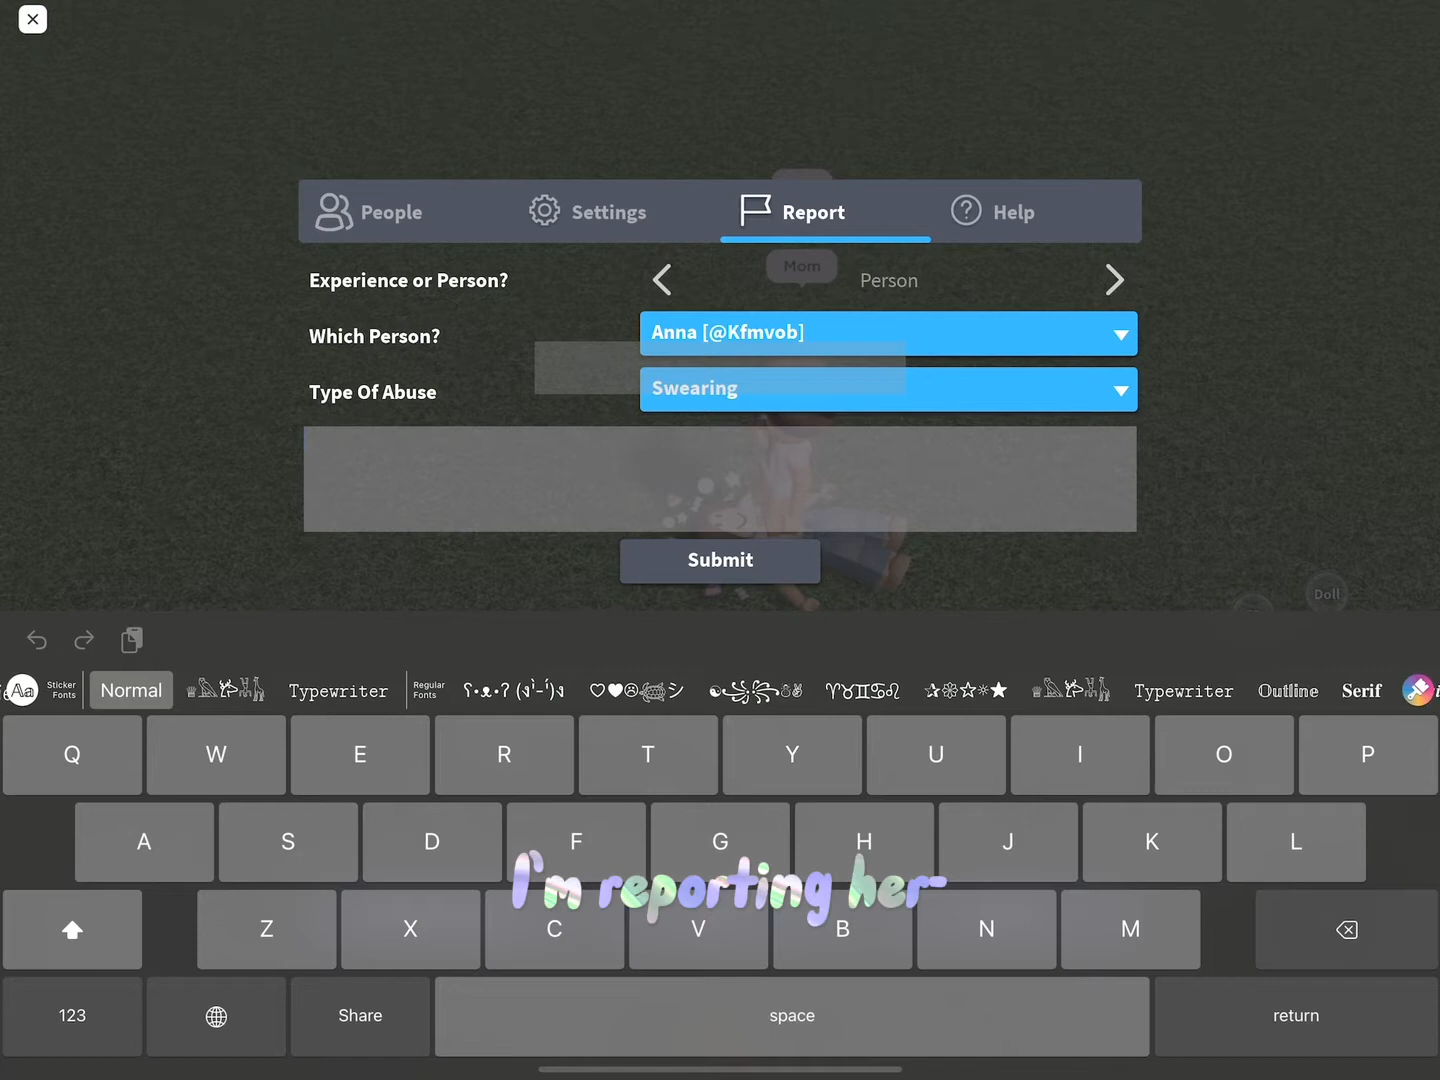 People Settings Report Help
Mom
Experience or Person? Person
Which Person? Anna [@Kfmvob]
Type Of Abuse Swearing
Submit
Doll
Aa Sticker Fonts Normal Typewriter Regular Fonts Typewriter Outline Serif
Q W E R T Y U I O P
A S D F G H J K L
I'm reporting her-
Z X C V B N M
123 Share space return